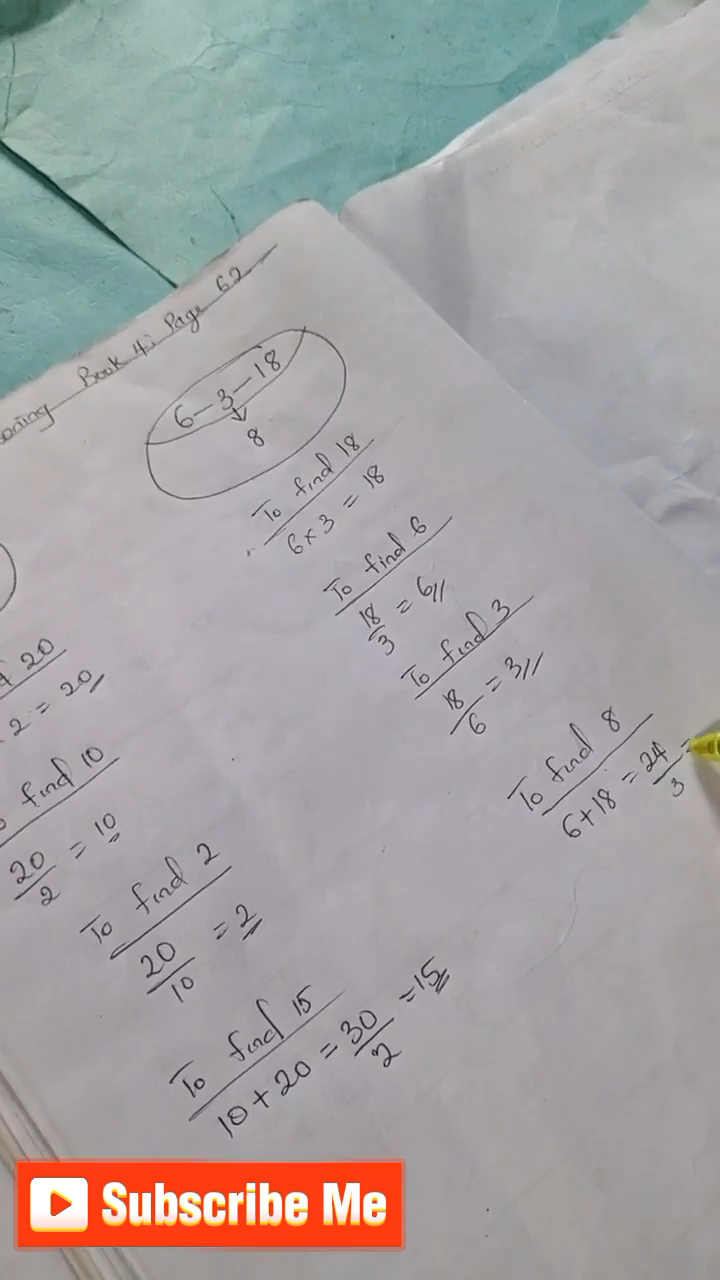 Book 4: Page 62
6-3-18
8
To find 18
6×3 = 18
To find 6
18/3 = 6//
To find 3
18/6 = 3//
To find 8
6+18 = 24/3 =
20
2 = 20
find 10
20/2 = 10
To find 2
20/10 = 2
To find 15
10+20 = 30/2 = 15
Subscribe Me